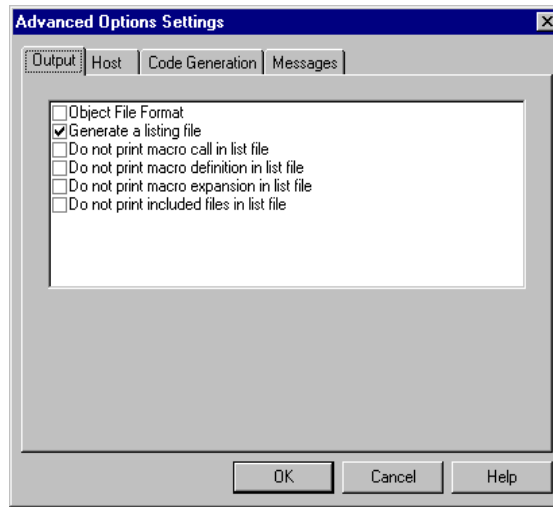 Advanced Options Settings
Output Host Code Generation Messages
Object File Format
Generate a listing file
Do not print macro call in list file
Do not print macro definition in list file
Do not print macro expansion in list file
Do not print included files in list file
OK Cancel Help